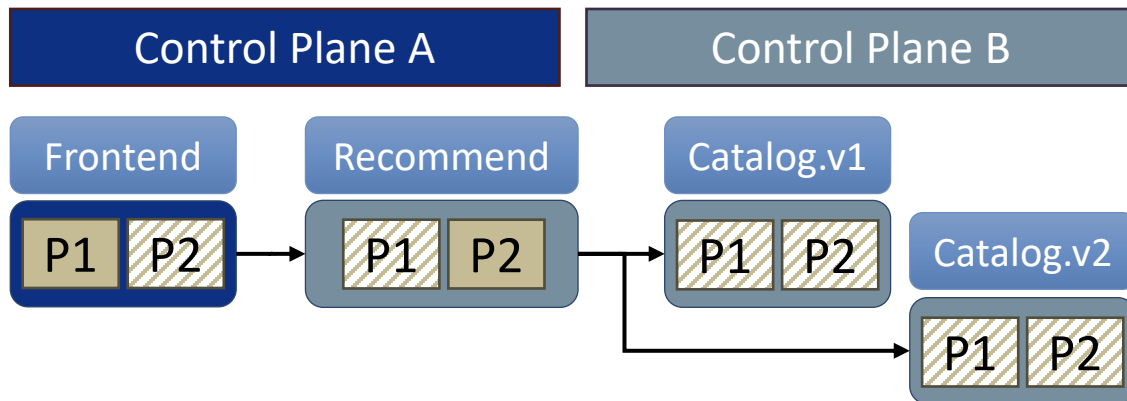 Control Plane A
Control Plane B
Frontend
Recommend
Catalog.v1
P1 P2
P1 P2
P1 P2
Catalog.v2
P1 P2